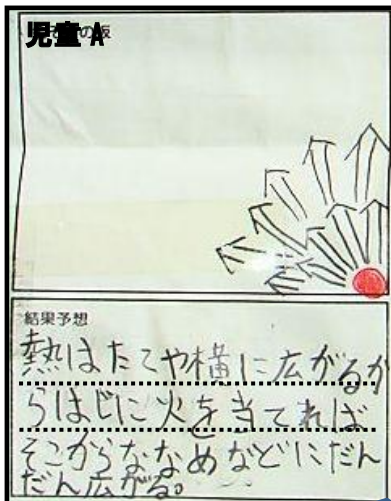 児童A
の板
結果予想
熱はたてや横に広がるか
らはじに火を当てれば
そこからななめなどにだん
だん広がる。